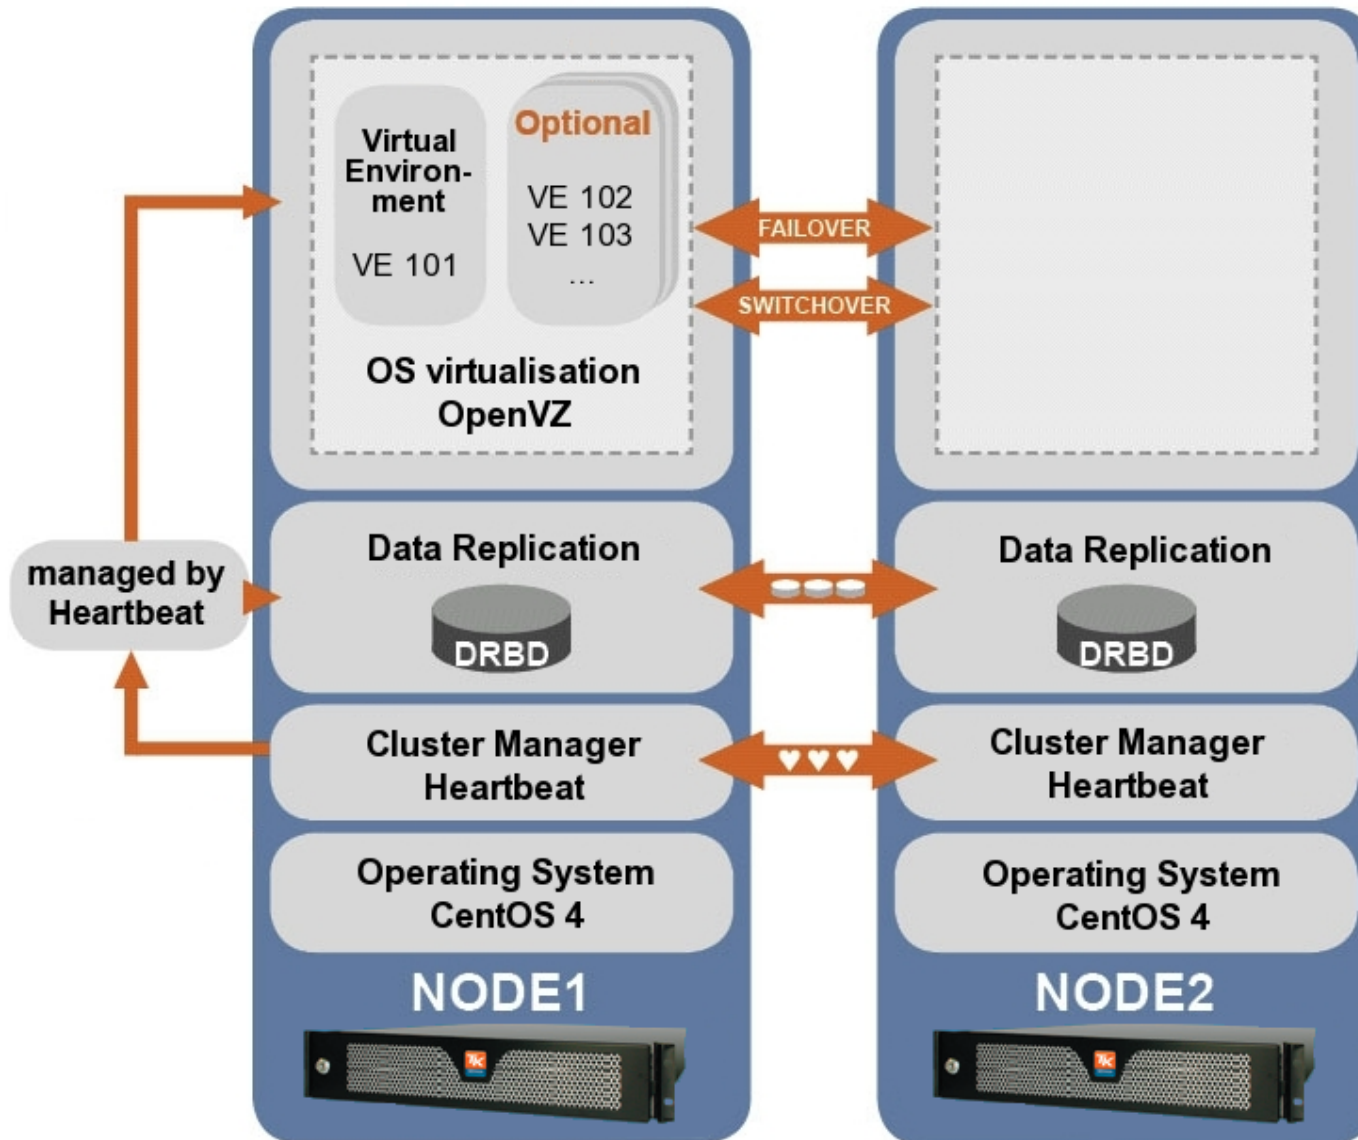 Virtual
Environ-
ment
VE 101
Optional
VE 102
VE 103
...
OS virtualisation
OpenVZ
FAILOVER
SWITCHOVER
managed by
Heartbeat
Data Replication
DRBD
Data Replication
DRBD
Cluster Manager
Heartbeat
Cluster Manager
Heartbeat
Operating System
CentOS 4
Operating System
CentOS 4
NODE1
NODE2